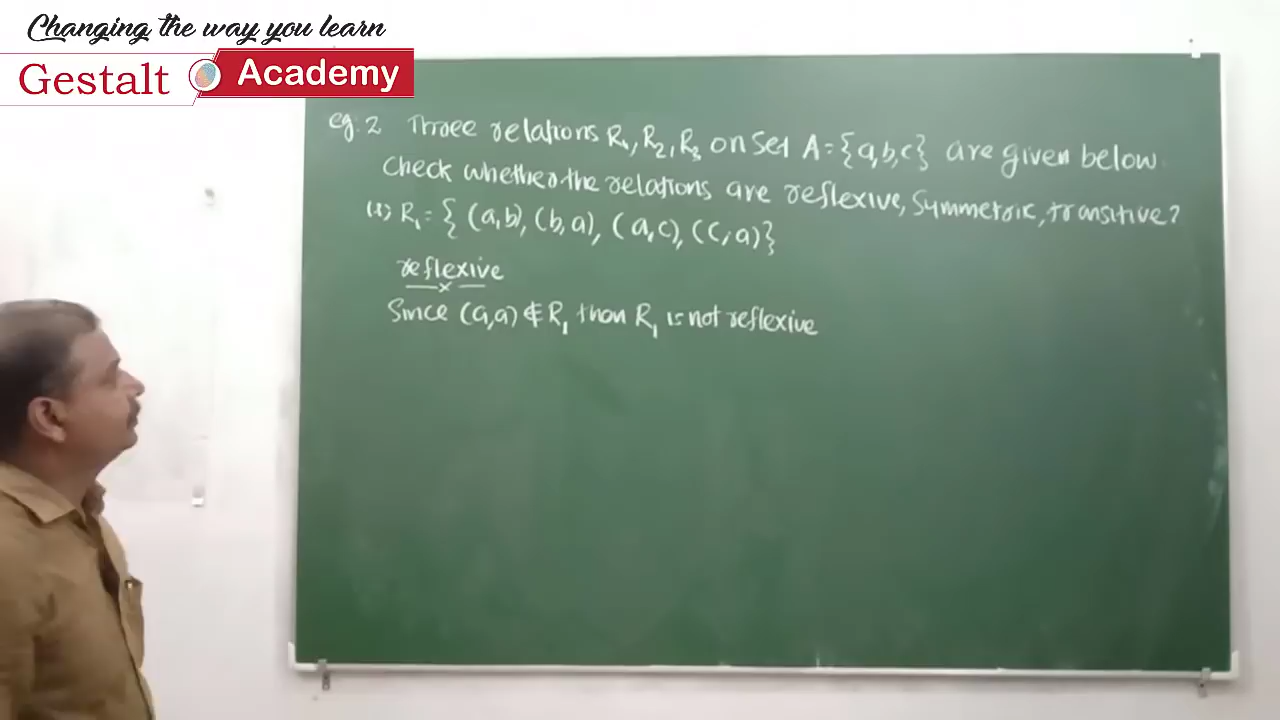 Changing the way you learn
Gestalt Academy
eg. 2 Three relations R₁, R₂, R₃ on Set A = {a,b,c} are given below.
Check whether the relations are reflexive, Symmetric, transitive?
(i) R₁ = { (a,b), (b,a), (a,c), (c,a)}
reflexive
Since (a,a) ∉ R₁ then R₁ is not reflexive